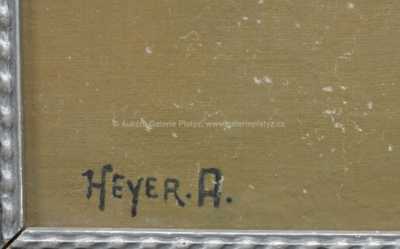 © Aukční Galerie Platýz, www.galerieplatyz.cz
HEYER. A.